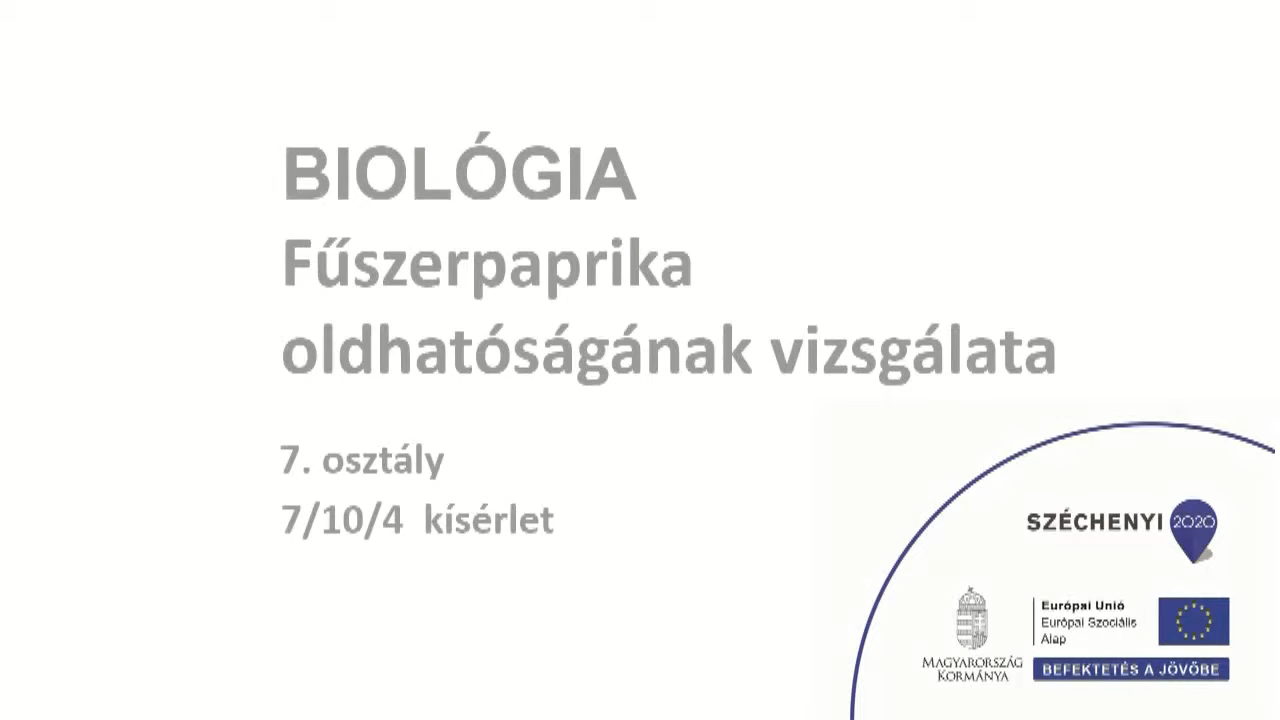 BIOLÓGIA
Fűszerpaprika
oldhatóságának vizsgálata
7. osztály
7/10/4 kísérlet
SZÉCHENYI 2020
MAGYARORSZÁG
KORMÁNYA
Európai Unió
Európai Szociális
Alap
BEFEKTETÉS A JÖVŐBE